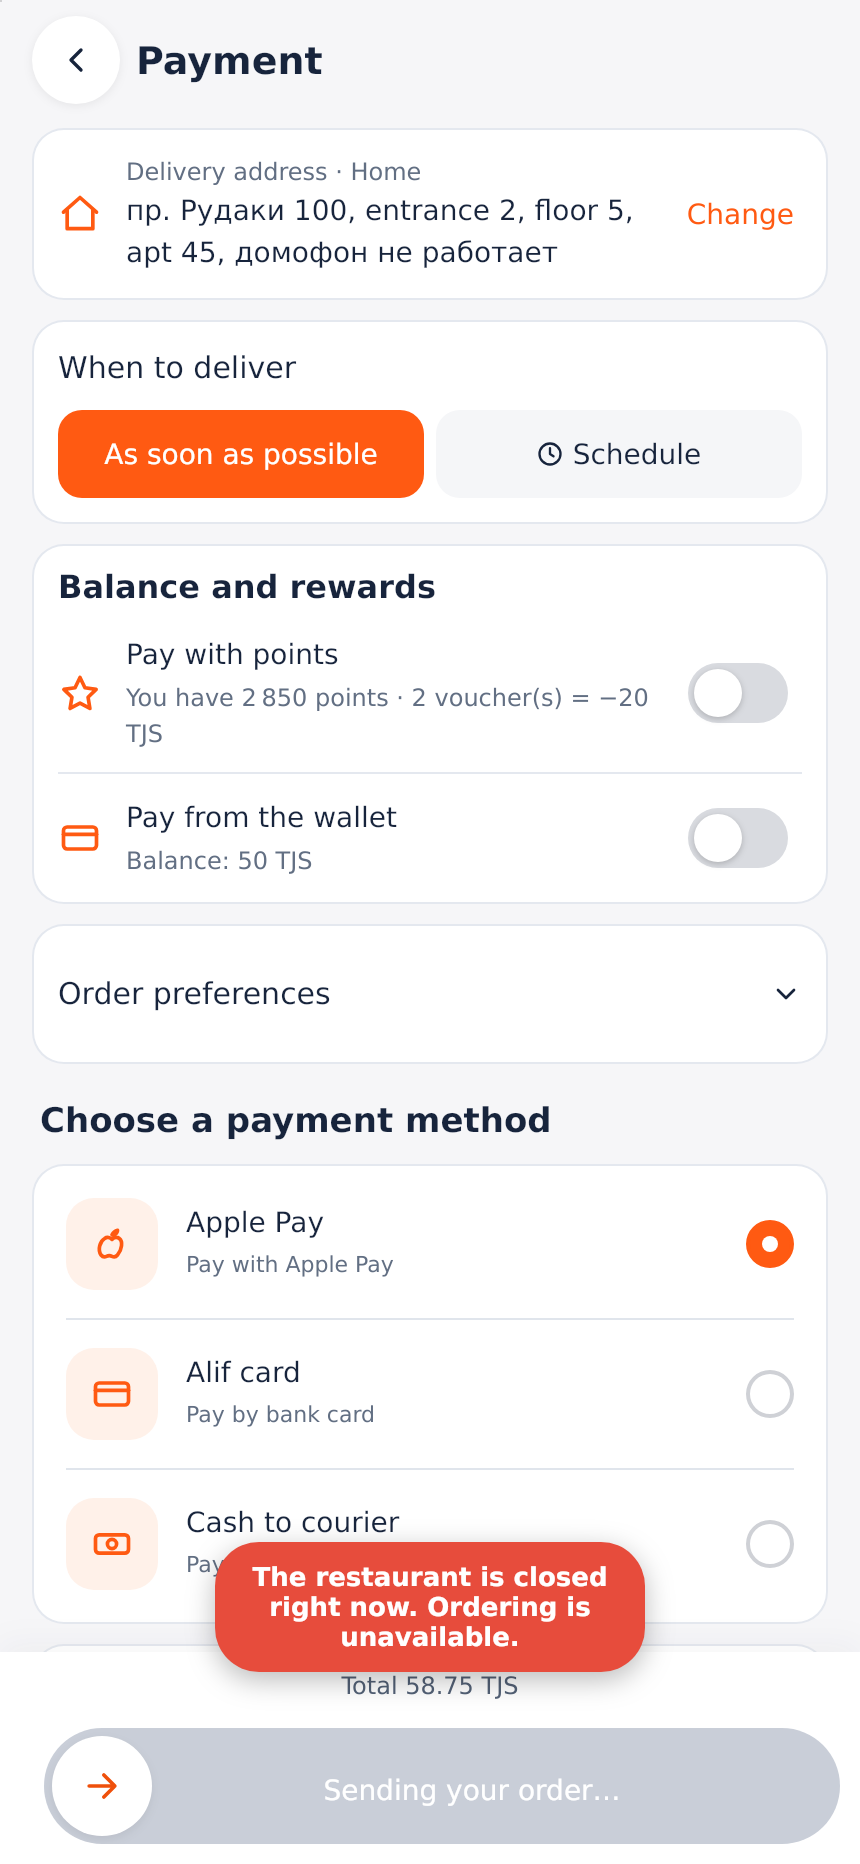 Payment
Delivery address · Home
пр. Рудаки 100, entrance 2, floor 5,
apt 45, домофон не работает
Change
When to deliver
As soon as possible
Schedule
Balance and rewards
Pay with points
You have 2 850 points · 2 voucher(s) = −20
TJS
Pay from the wallet
Balance: 50 TJS
Order preferences
Choose a payment method
Apple Pay
Pay with Apple Pay
Alif card
Pay by bank card
Cash to courier
Pay
The restaurant is closed
right now. Ordering is
unavailable.
Total 58.75 TJS
Sending your order…